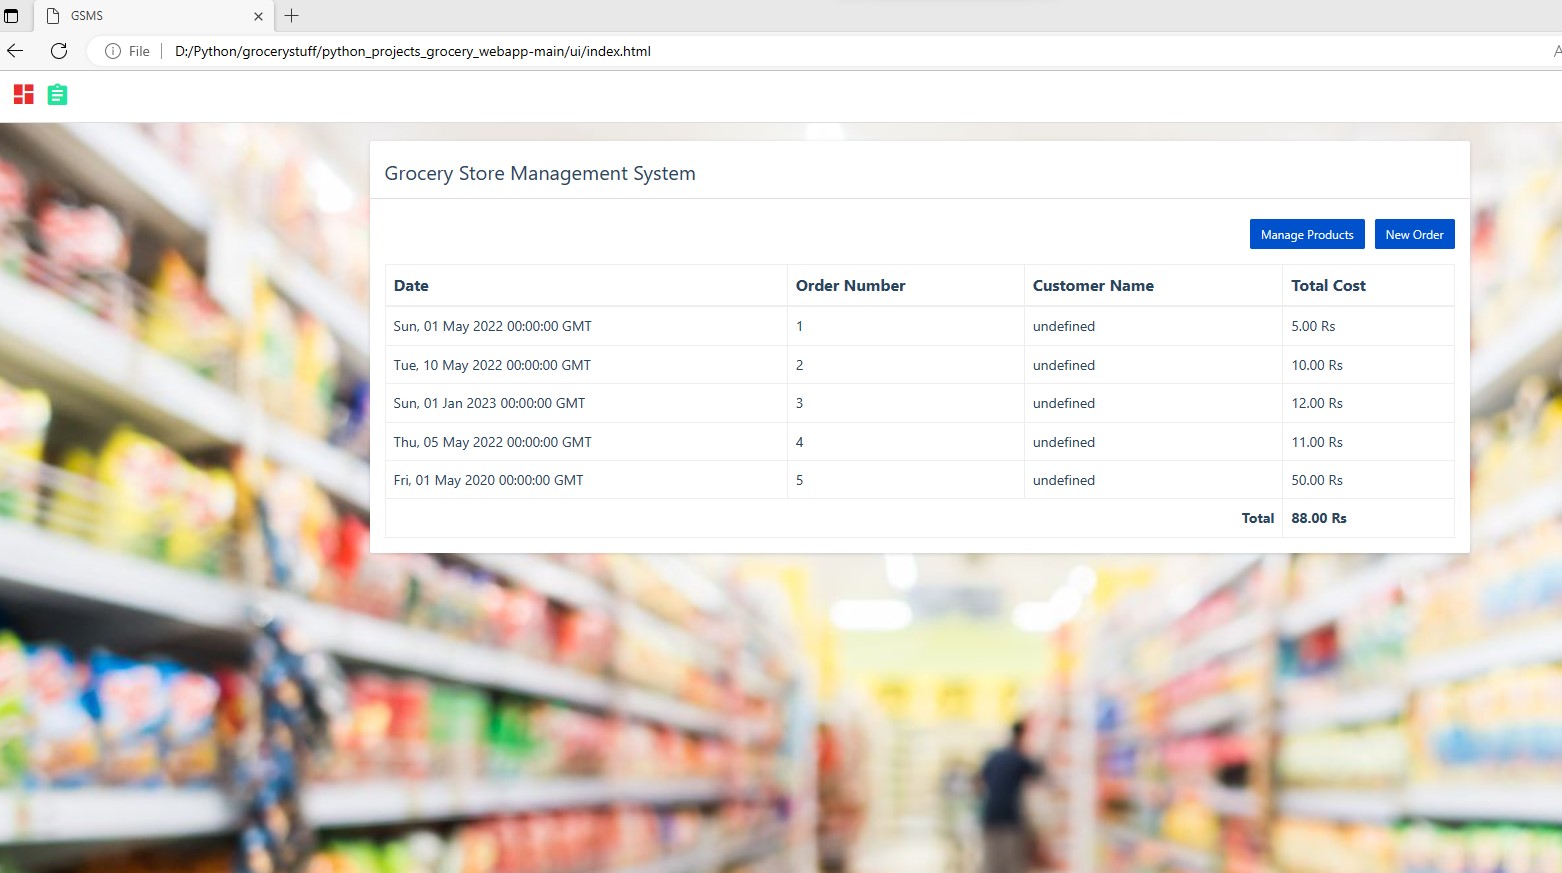 GSMS
File D:/Python/grocerystuff/python_projects_grocery_webapp-main/ui/index.html
Grocery Store Management System
Manage Products New Order
Date Order Number Customer Name Total Cost
Sun, 01 May 2022 00:00:00 GMT 1 undefined 5.00 Rs
Tue, 10 May 2022 00:00:00 GMT 2 undefined 10.00 Rs
Sun, 01 Jan 2023 00:00:00 GMT 3 undefined 12.00 Rs
Thu, 05 May 2022 00:00:00 GMT 4 undefined 11.00 Rs
Fri, 01 May 2020 00:00:00 GMT 5 undefined 50.00 Rs
Total 88.00 Rs